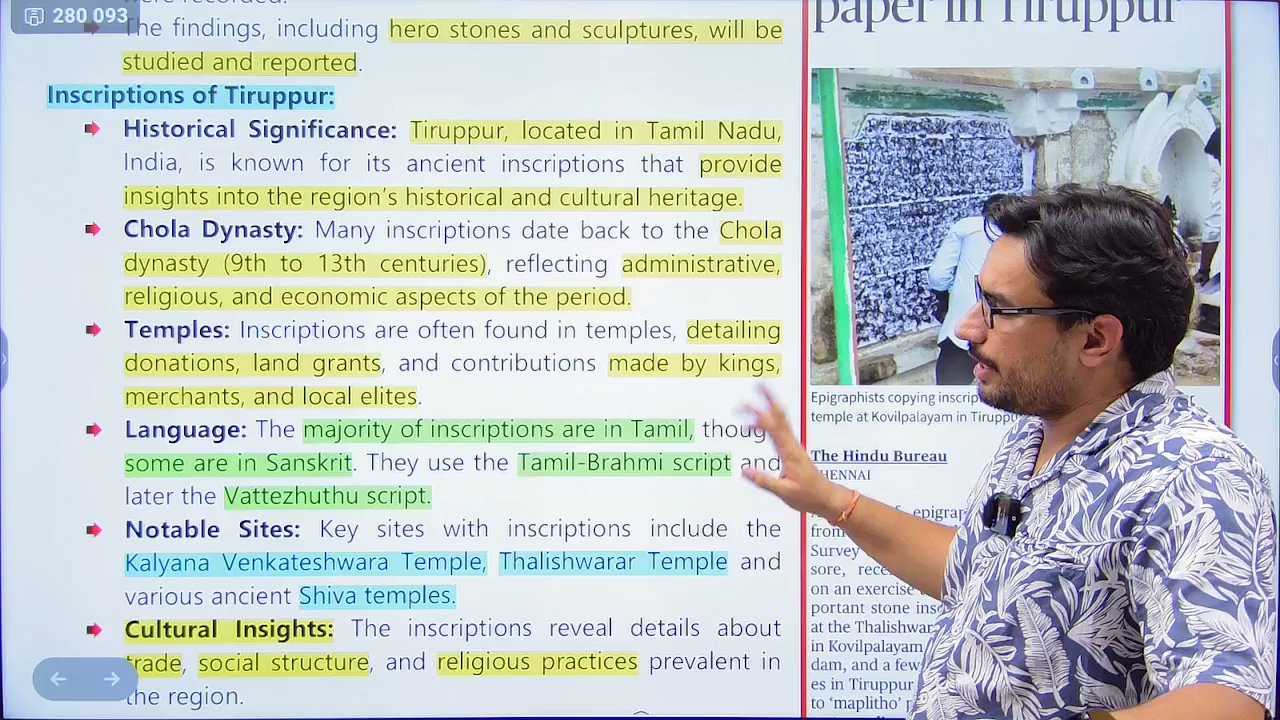 280 093
were recorded.
The findings, including hero stones and sculptures, will be
studied and reported.
Inscriptions of Tiruppur:
Historical Significance: Tiruppur, located in Tamil Nadu,
India, is known for its ancient inscriptions that provide
insights into the region's historical and cultural heritage.
Chola Dynasty: Many inscriptions date back to the Chola
dynasty (9th to 13th centuries), reflecting administrative,
religious, and economic aspects of the period.
Temples: Inscriptions are often found in temples, detailing
donations, land grants, and contributions made by kings,
merchants, and local elites.
Language: The majority of inscriptions are in Tamil, thoug
some are in Sanskrit. They use the Tamil-Brahmi script and
later the Vattezhuthu script.
Notable Sites: Key sites with inscriptions include the
Kalyana Venkateshwara Temple, Thalishwarar Temple and
various ancient Shiva temples.
Cultural Insights: The inscriptions reveal details about
trade, social structure, and religious practices prevalent in
the region.
paper in Tiruppur
Epigraphists copying inscrip
temple at Kovilpalayam in Tiruppu
The Hindu Bureau
CHENNAI
of epigrap
from
Survey
sore, rece
on an exercise
portant stone insc
at the Thalishwar
in Kovilpalayam
dam, and a few
es in Tiruppur
to 'maplitho' p